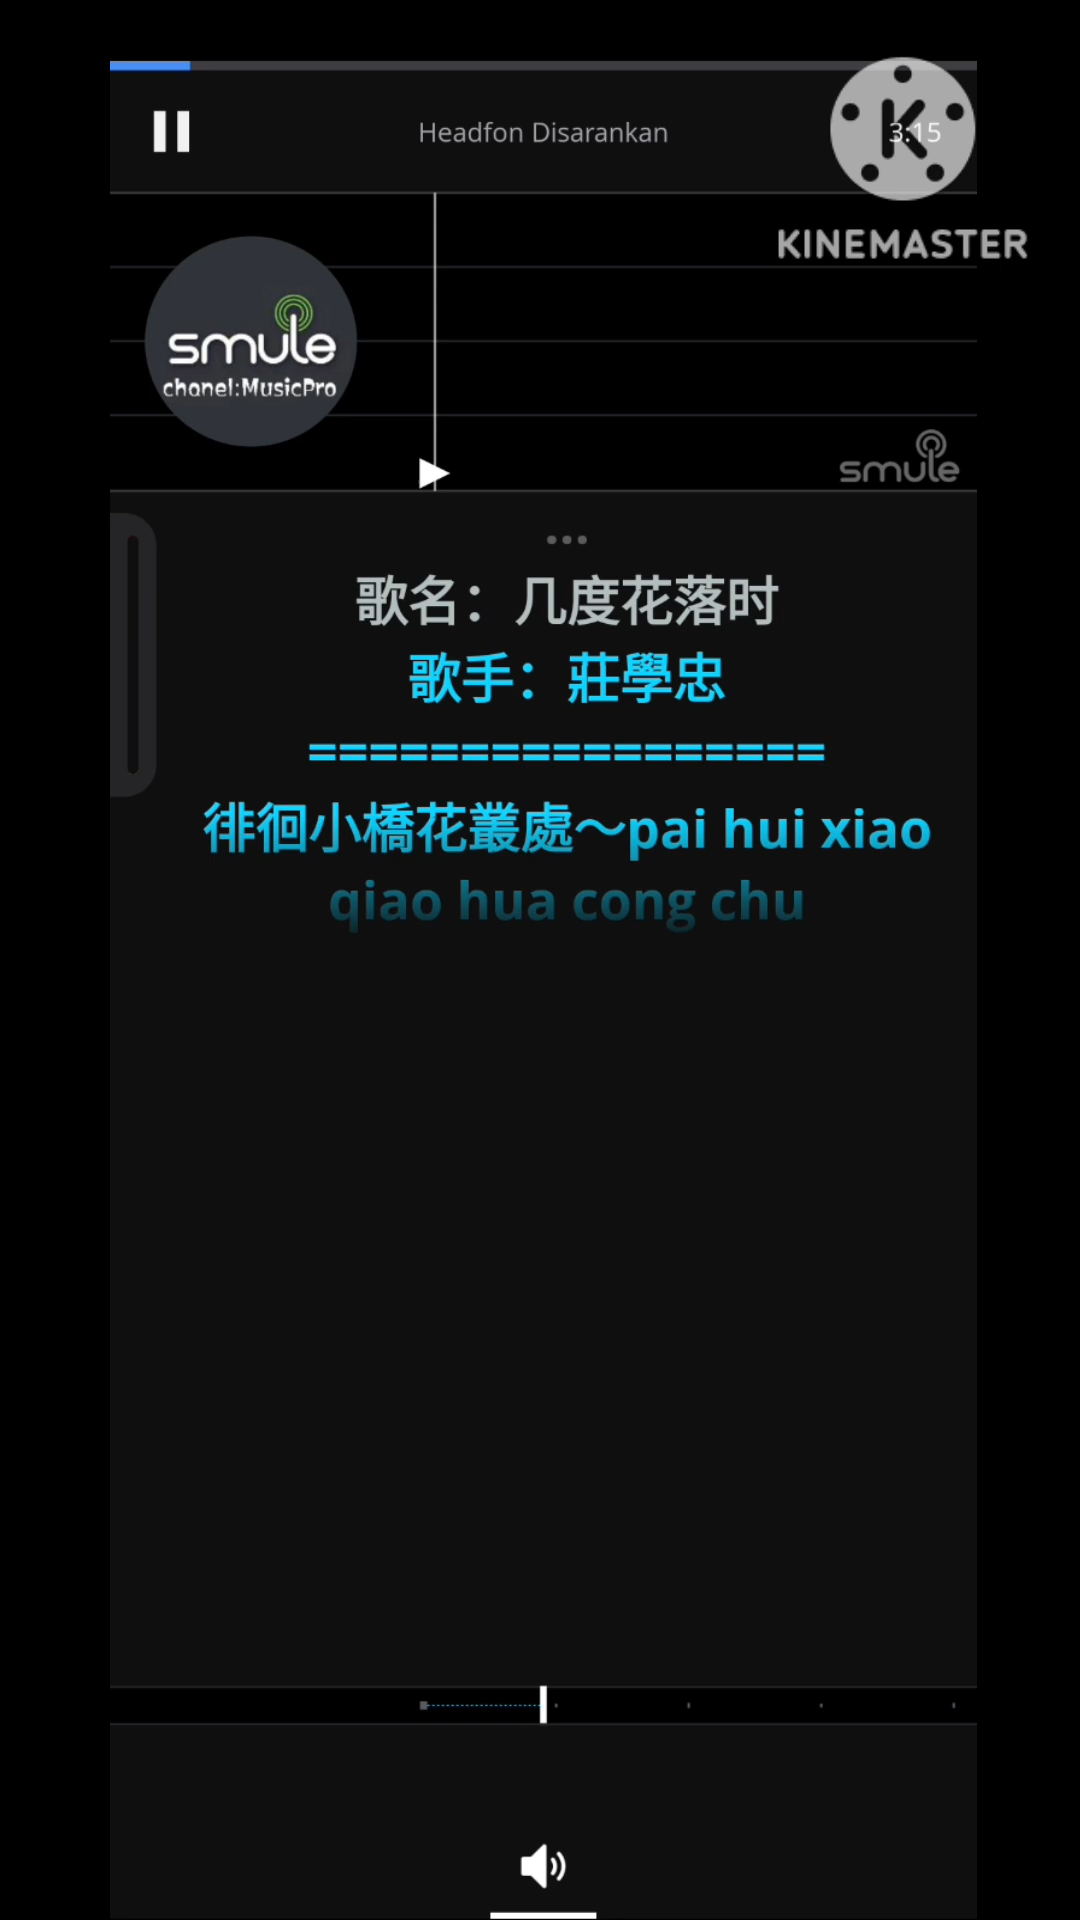 Headfon Disarankan
3:15
K
KINEMASTER
smule
chanel:MusicPro
smule
•••
歌名：几度花落时
歌手：莊學忠
=================
徘徊小橋花叢處～pai hui xiao
qiao hua cong chu